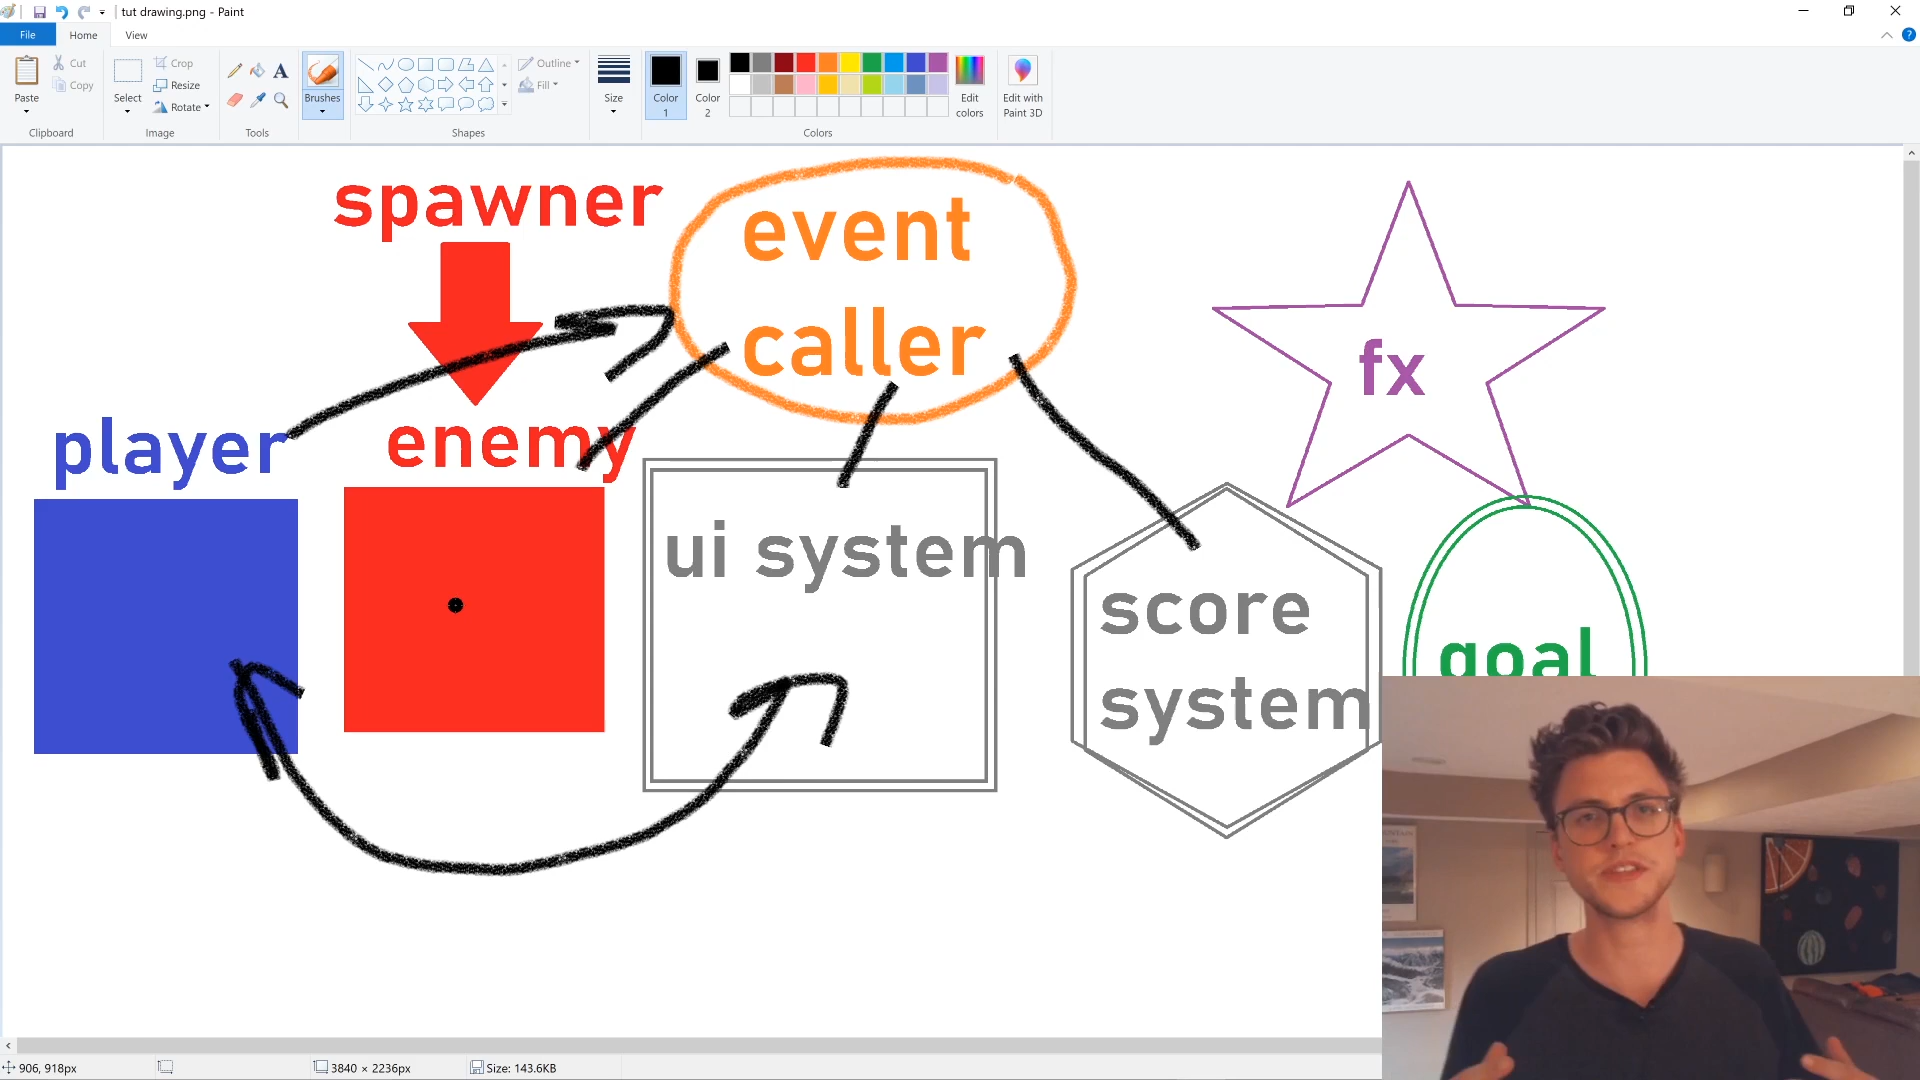 tut drawing.png - Paint
File
Home
View
Paste
Cut
Copy
Clipboard
Select
Crop
Resize
Rotate
Image
A
Tools
Brushes
Outline
Fill
Shapes
Size
Color
1
Color
2
Edit
colors
Edit with
Paint 3D
Colors
spawner
event
caller
fx
player
enemy
ui system
score
system
goal
906, 918px
3840 × 2236px
Size: 143.6KB